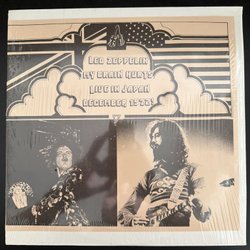 LED ZEPPELIN
MY BRAIN HURTS
LIVE IN JAPAN
DECEMBER 1972!